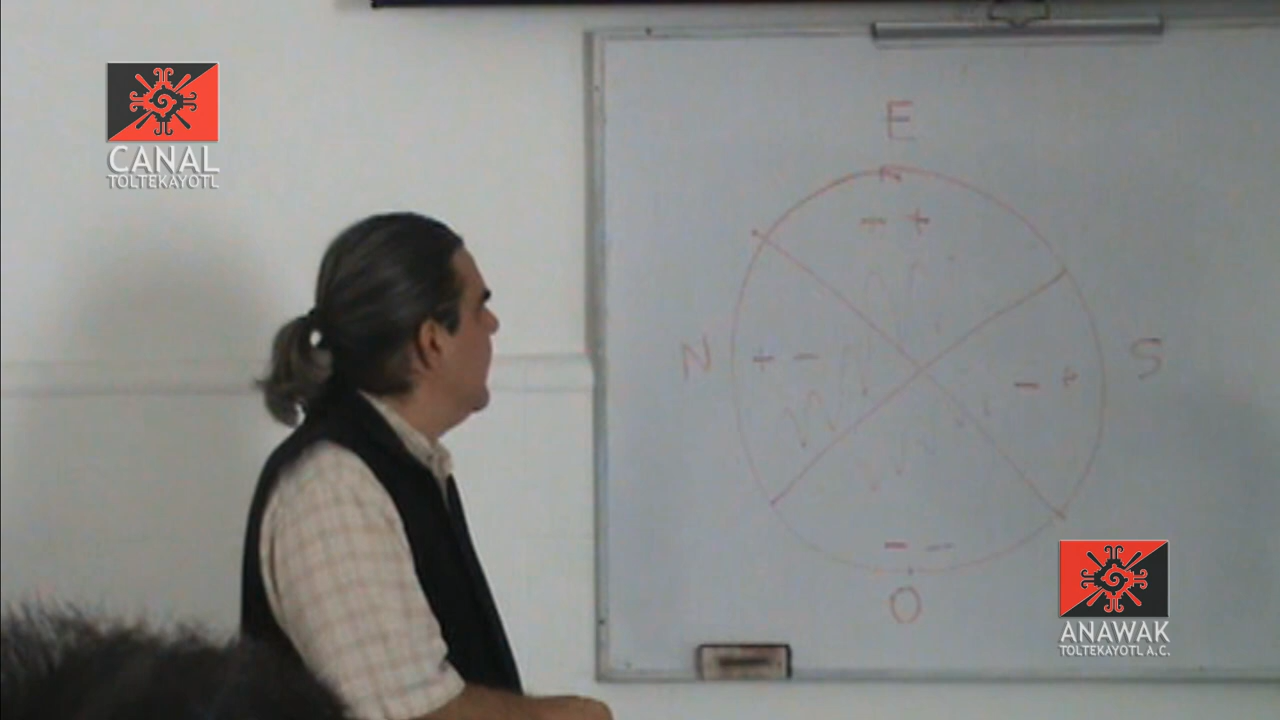 CANAL
TOLTEKAYOTL
E
- +
N
+ -
- +
S
- -
O
ANAWAK
TOLTEKAYOTL A.C.